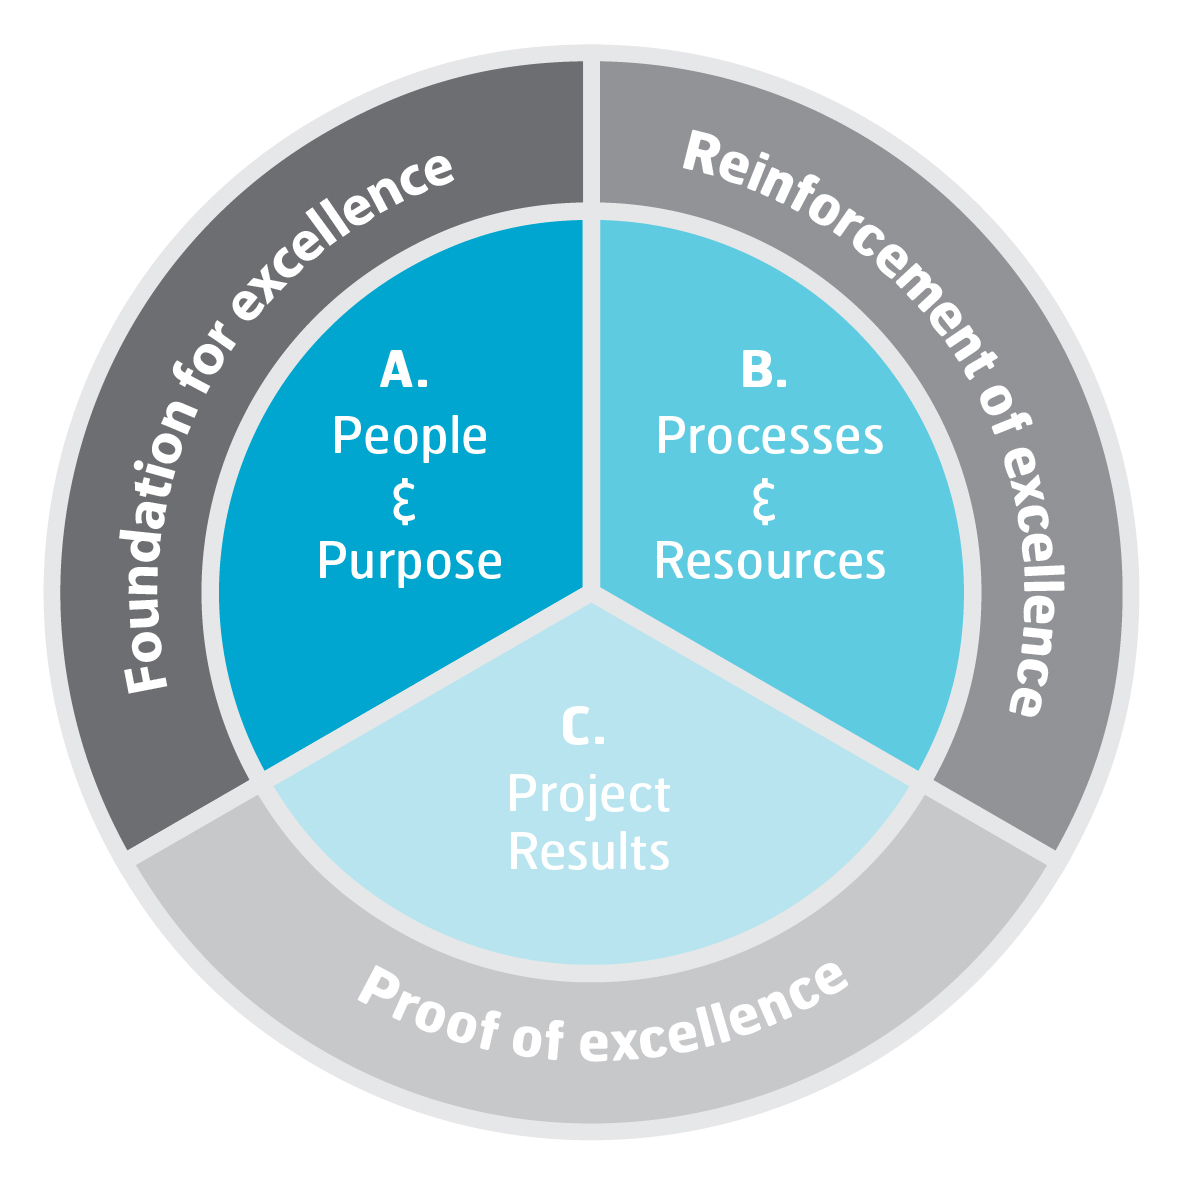 Foundation for excellence
Reinforcement of excellence
A.
People
&
Purpose
B.
Processes
&
Resources
C.
Project
Results
Proof of excellence